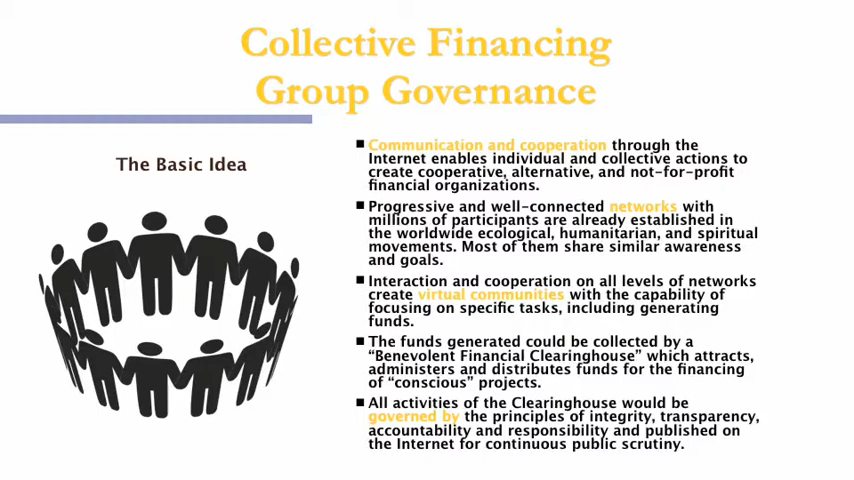 Collective Financing
Group Governance
The Basic Idea
Communication and cooperation through the
Internet enables individual and collective actions to
create cooperative, alternative, and not-for-profit
financial organizations.
Progressive and well-connected networks with
millions of participants are already established in
the worldwide ecological, humanitarian, and spiritual
movements. Most of them share similar awareness
and goals.
Interaction and cooperation on all levels of networks
create virtual communities with the capability of
focusing on specific tasks, including generating
funds.
The funds generated could be collected by a
“Benevolent Financial Clearinghouse” which attracts,
administers and distributes funds for the financing
of “conscious” projects.
All activities of the Clearinghouse would be
governed by the principles of integrity, transparency,
accountability and responsibility and published on
the Internet for continuous public scrutiny.